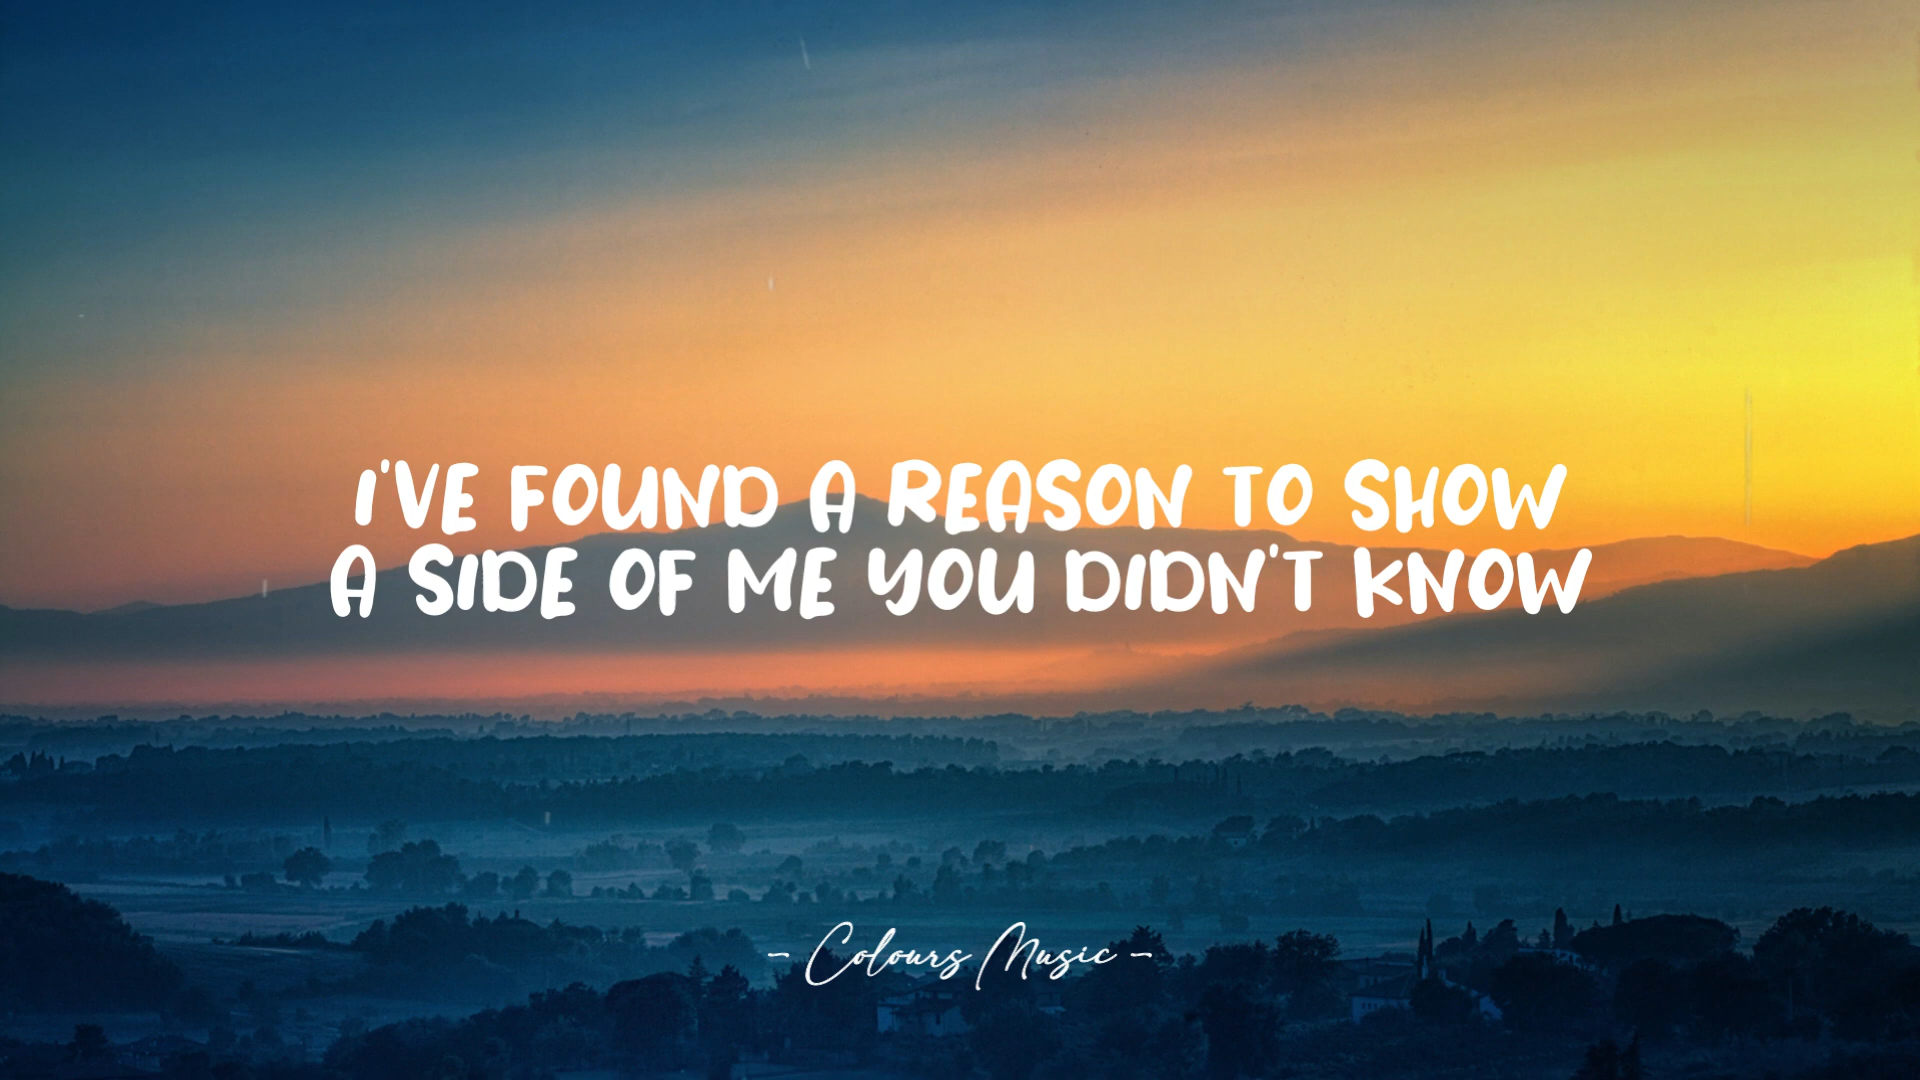 I'VE FOUND A REASON TO SHOW
A SIDE OF ME YOU DIDN'T KNOW
- Colours Music -